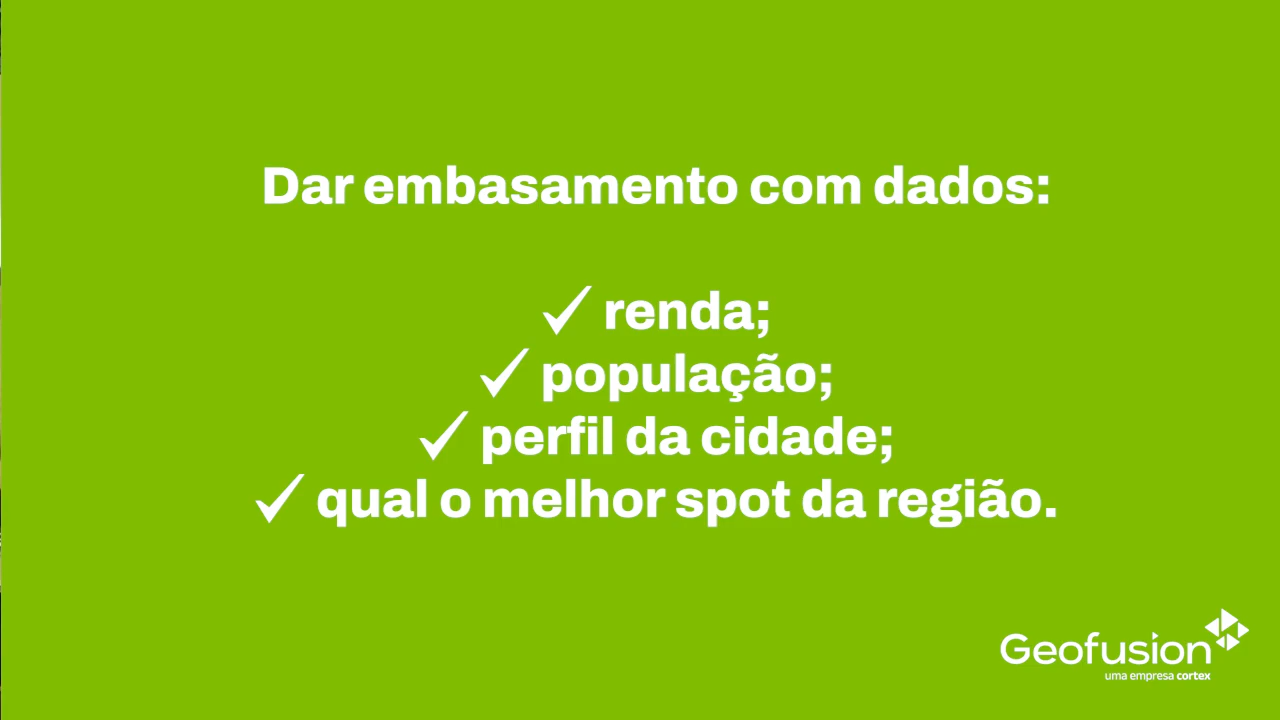 Dar embasamento com dados:
✓ renda;
✓ população;
✓ perfil da cidade;
✓ qual o melhor spot da região.
Geofusion
uma empresa cortex